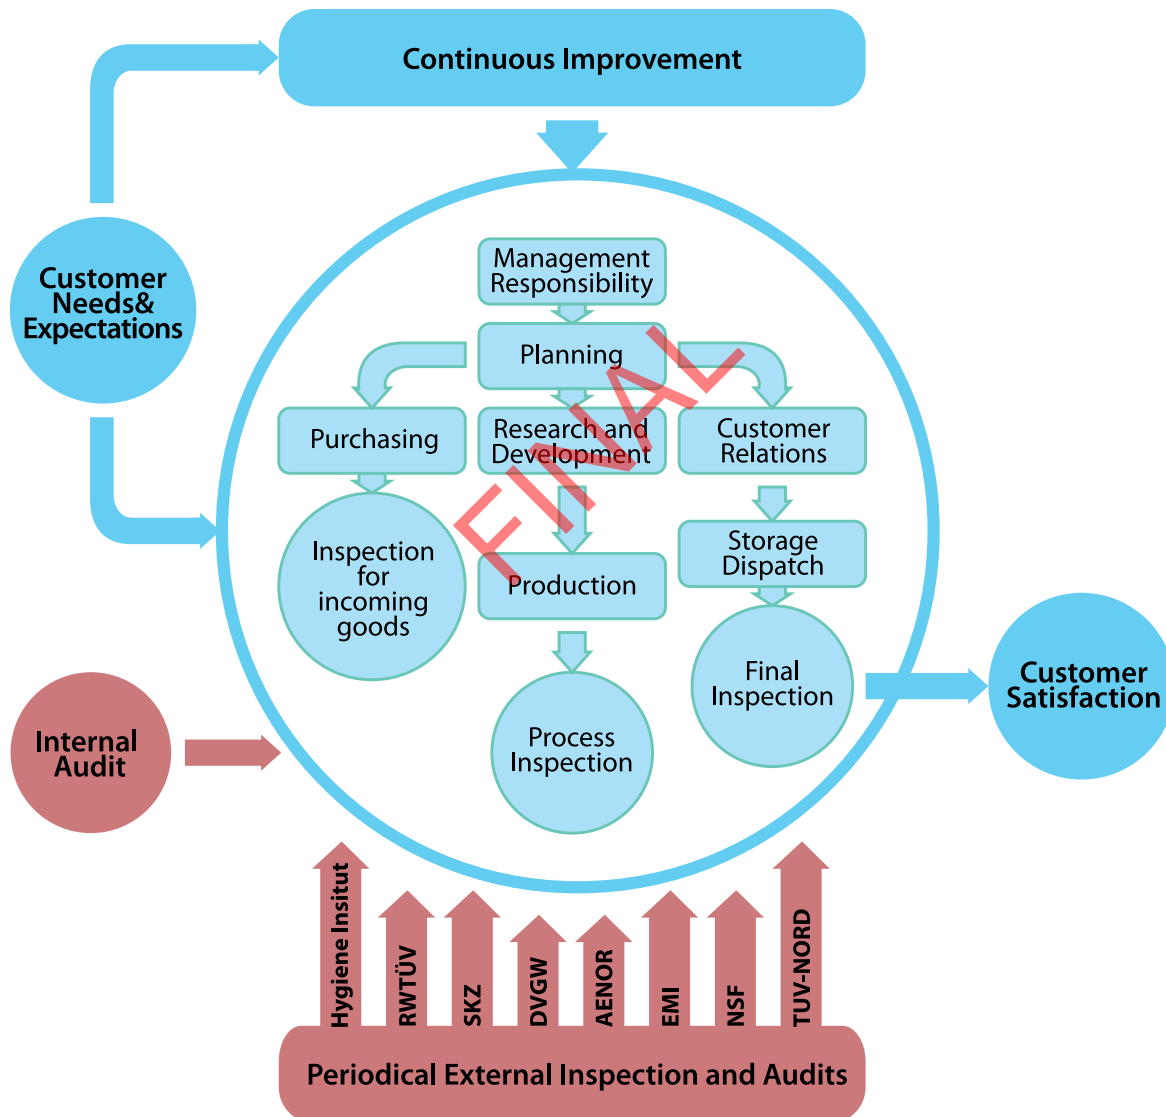 Continuous Improvement
Customer
Needs&
Expectations
Management
Responsibility
Planning
Purchasing
Research and
Development
Customer
Relations
Inspection
for
incoming
goods
Production
Storage
Dispatch
Process
Inspection
Final
Inspection
Customer
Satisfaction
Internal
Audit
FINAL
Hygiene Insitut
RWTÜV
SKZ
DVGW
AENOR
EMI
NSF
TUV-NORD
Periodical External Inspection and Audits